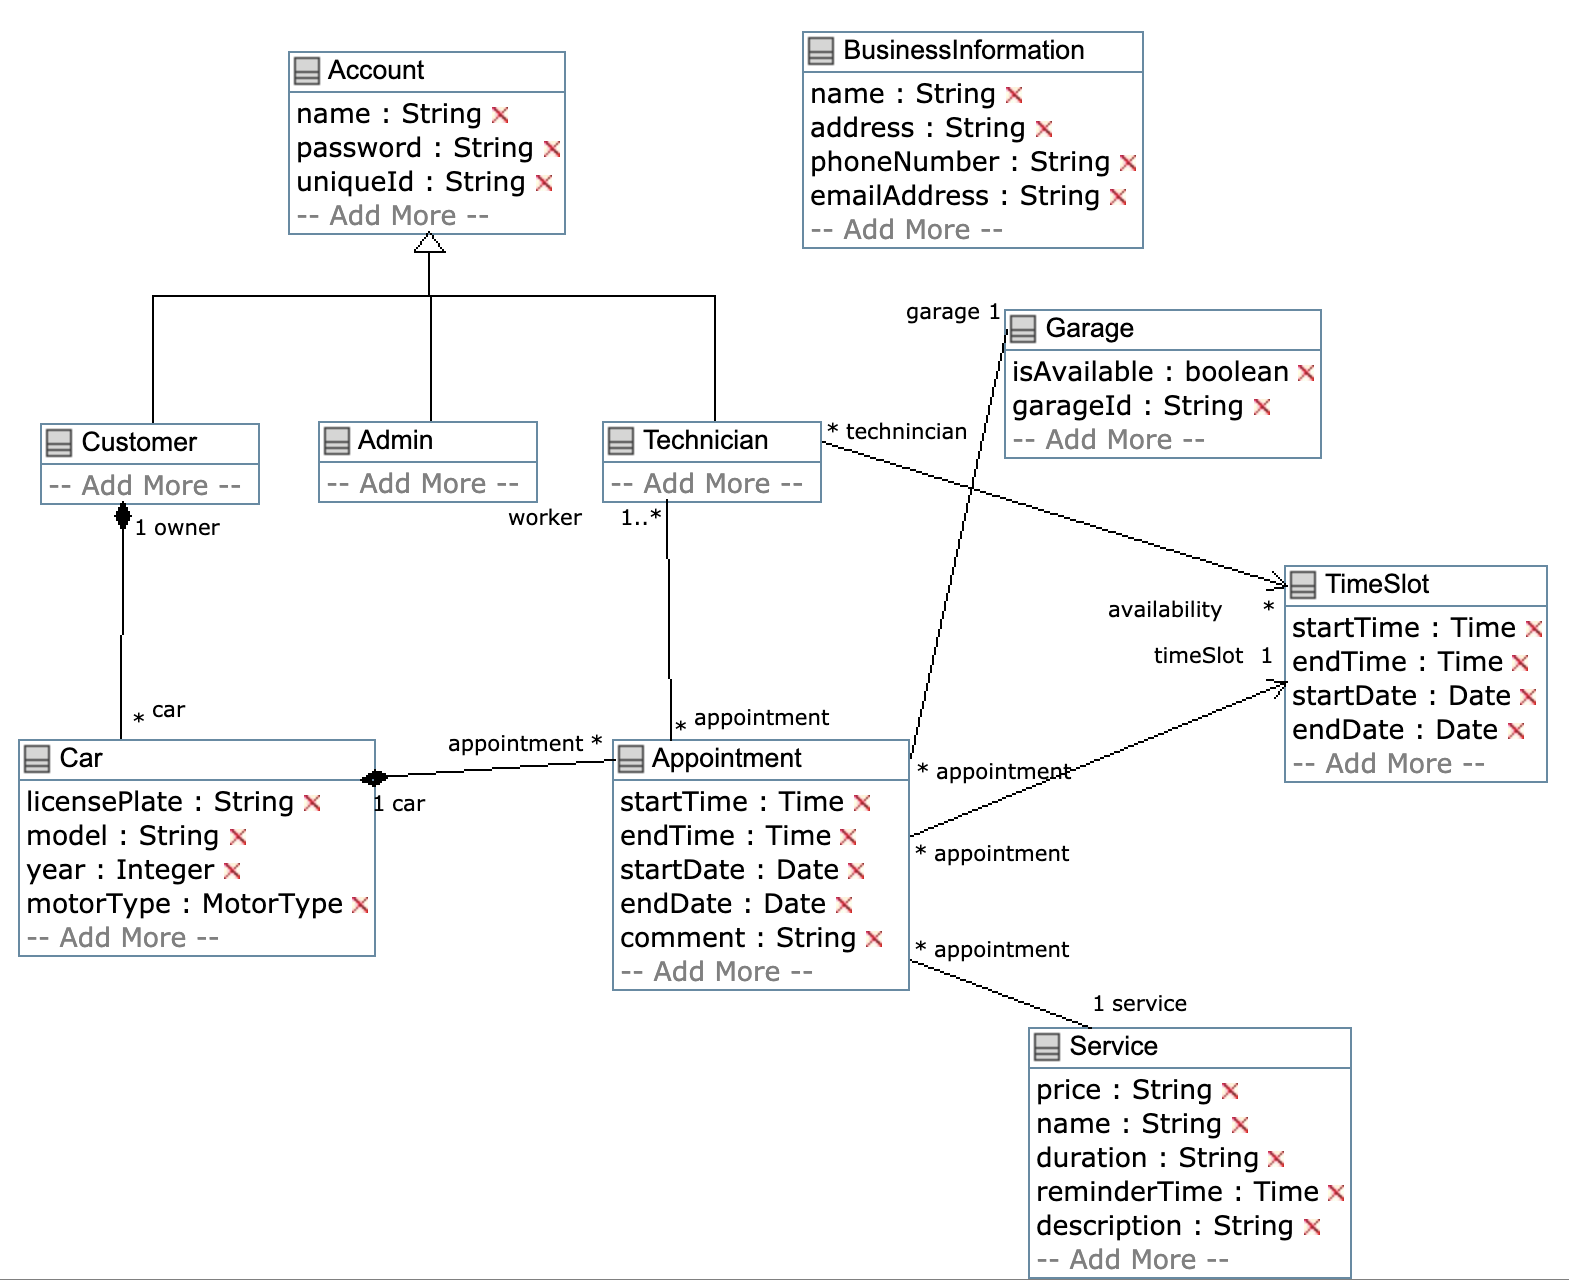 Account
name : String
password : String
uniqueId : String
-- Add More --
BusinessInformation
name : String
address : String
phoneNumber : String
emailAddress : String
-- Add More --
garage 1
Garage
isAvailable : boolean
garageId : String
-- Add More --
Customer
-- Add More --
Admin
-- Add More --
Technician
-- Add More --
* technincian
1 owner
worker 1..*
availability *
timeSlot 1
TimeSlot
startTime : Time
endTime : Time
startDate : Date
endDate : Date
-- Add More --
* car
appointment *
* appointment
1 car
Car
licensePlate : String
model : String
year : Integer
motorType : MotorType
-- Add More --
Appointment
startTime : Time
endTime : Time
startDate : Date
endDate : Date
comment : String
-- Add More --
* appointment
* appointment
* appointment
1 service
Service
price : String
name : String
duration : String
reminderTime : Time
description : String
-- Add More --